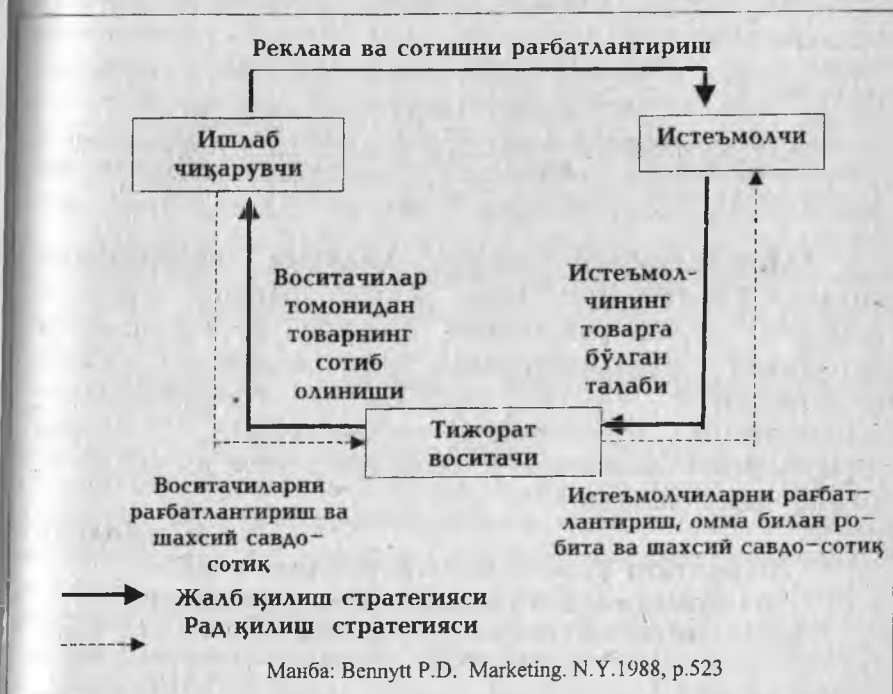 Реклама ва сотишни рағбатлантириш
Ишлаб
чиқарувчи
Истеъмолчи
Воситачилар
томонидан
товарнинг
сотиб
олиниши
Истеъмол-
чининг
товарга
бўлган
талаби
Тижорат
воситачи
Воситачиларни
рағбатлантириш ва
шахсий савдо-
сотиқ
Истеъмолчиларни рағбат-
лантириш, омма билан ро-
бита ва шахсий савдо-сотиқ
Жалб қилиш стратегияси
Рад қилиш стратегияси
Манба: Bennytt P.D. Marketing. N.Y.1988, p.523